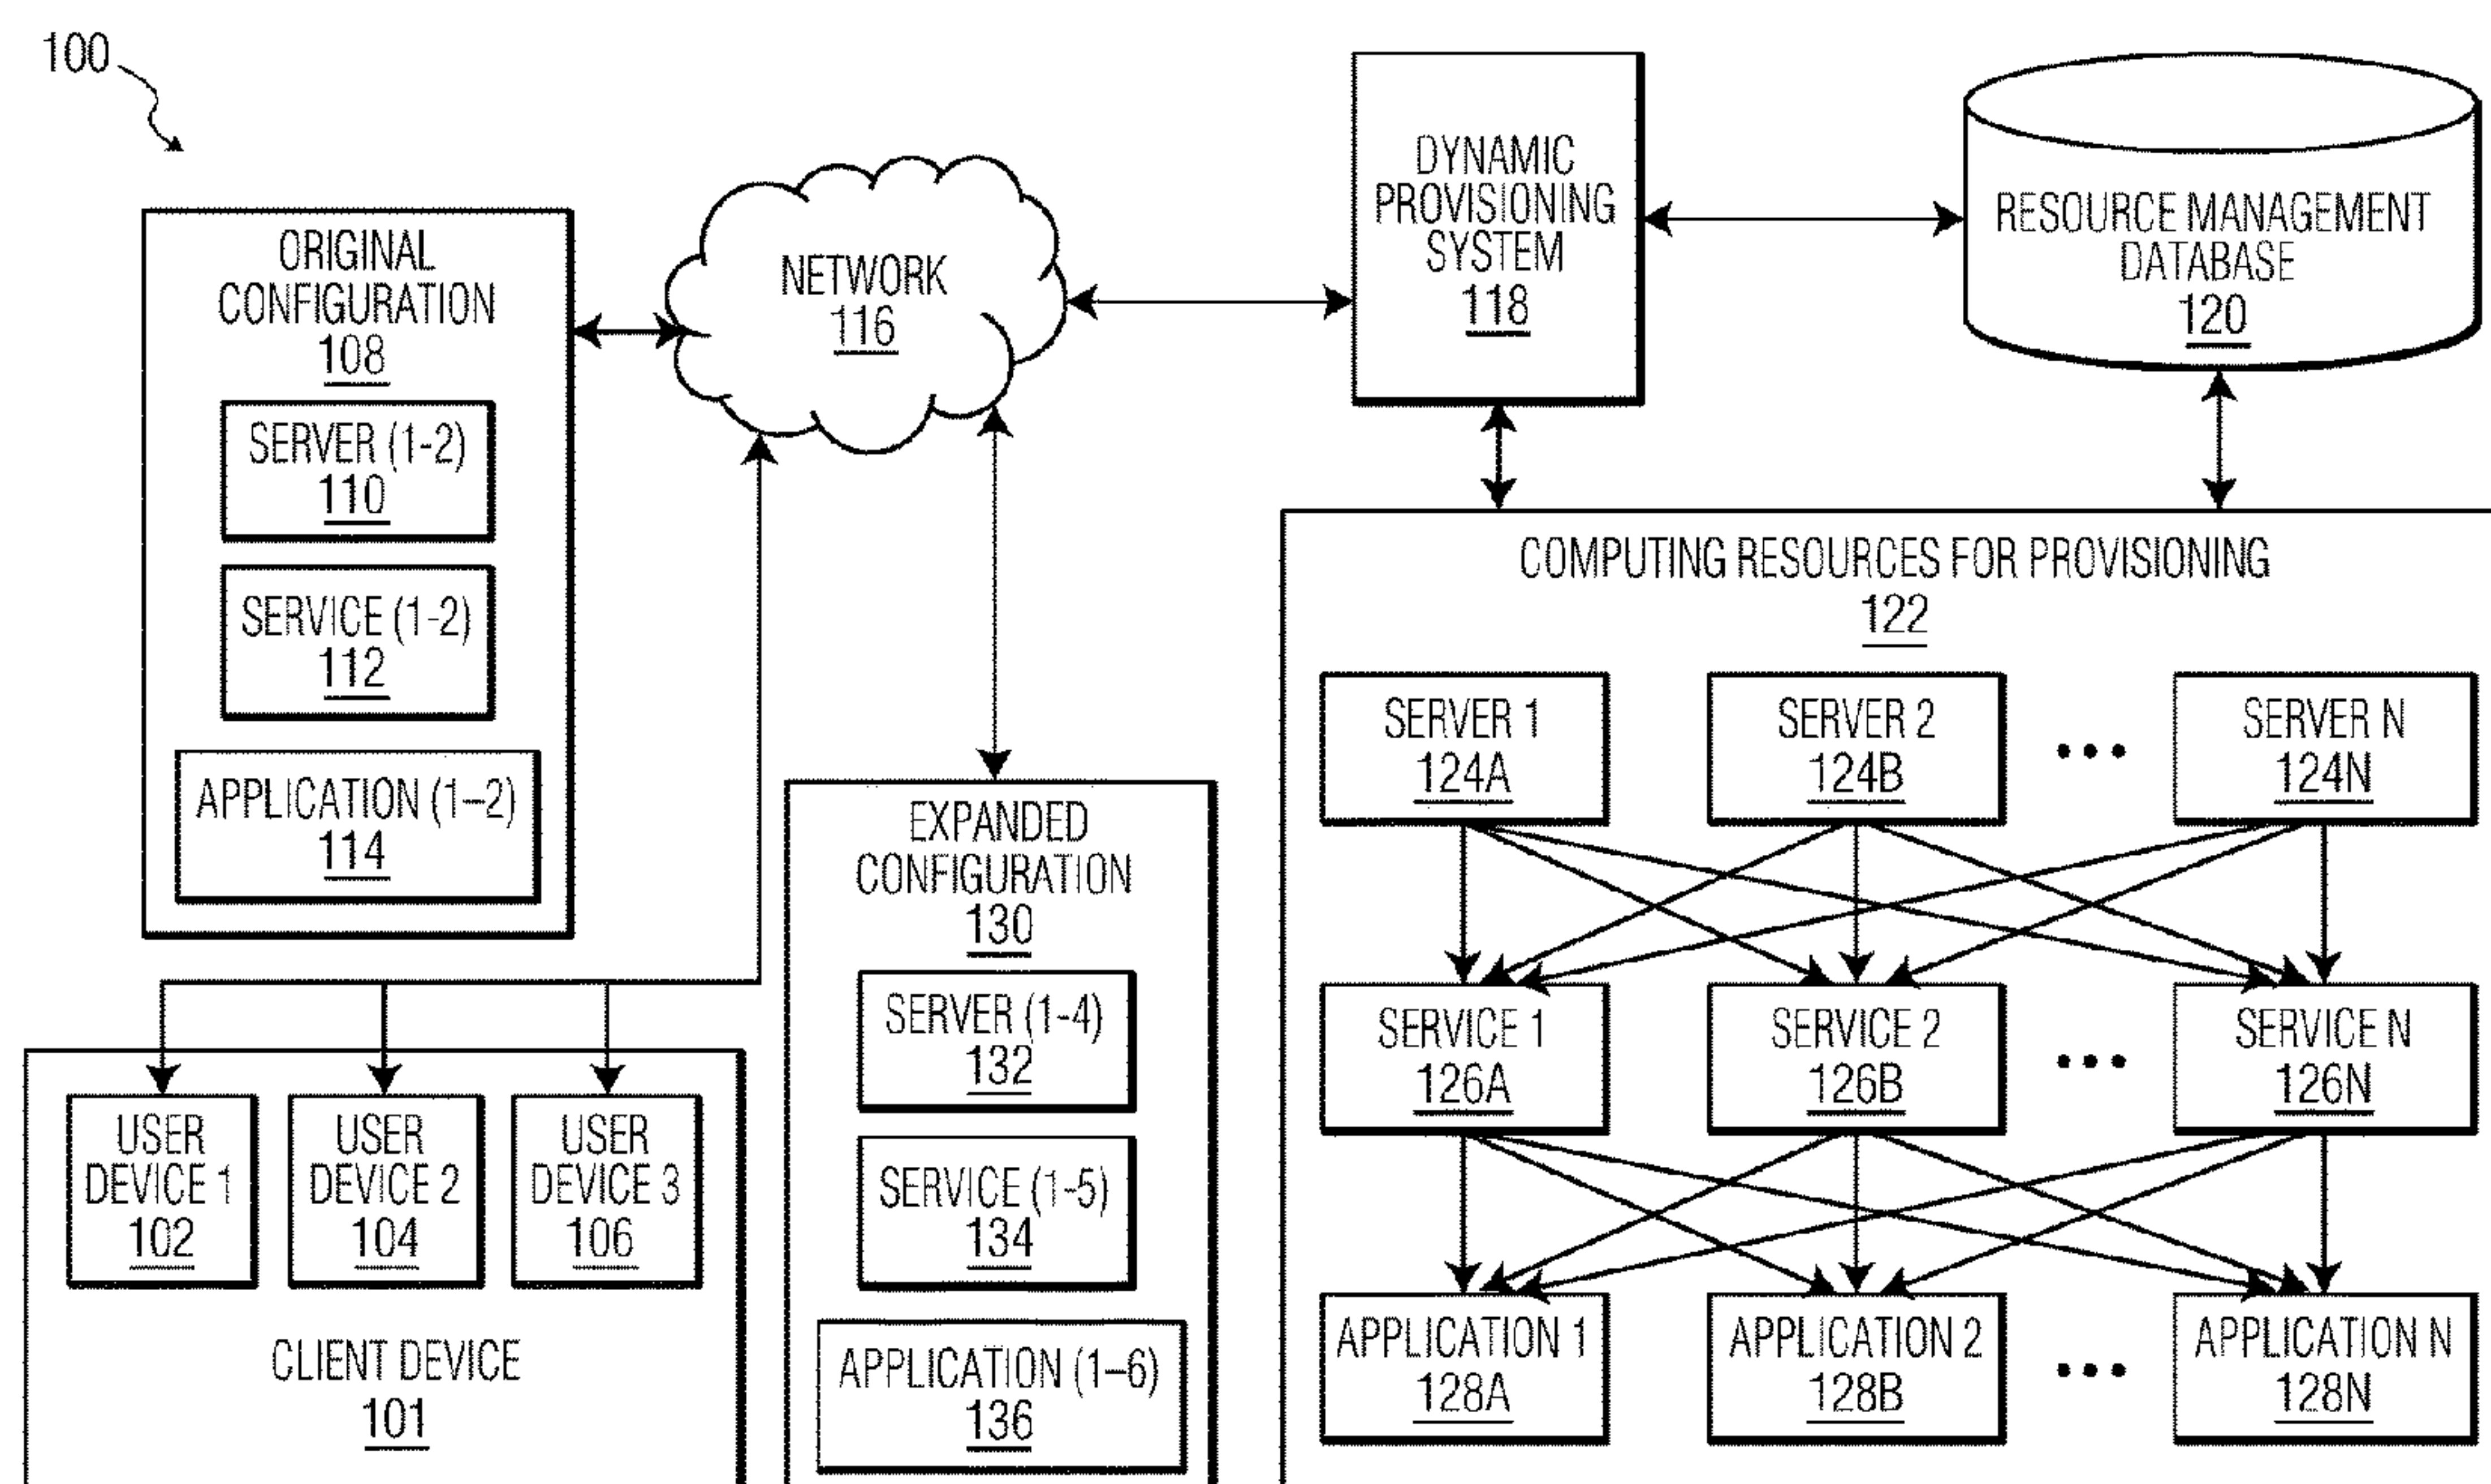 100
ORIGINAL
CONFIGURATION
108
SERVER (1-2)
110
SERVICE (1-2)
112
APPLICATION (1–2)
114
NETWORK
116
DYNAMIC
PROVISIONING
SYSTEM
118
RESOURCE MANAGEMENT
DATABASE
120
USER
DEVICE 1
102
USER
DEVICE 2
104
USER
DEVICE 3
106
CLIENT DEVICE
101
EXPANDED
CONFIGURATION
130
SERVER (1-4)
132
SERVICE (1-5)
134
APPLICATION (1–6)
136
COMPUTING RESOURCES FOR PROVISIONING
122
SERVER 1
124A
SERVER 2
124B
•••
SERVER N
124N
SERVICE 1
126A
SERVICE 2
126B
•••
SERVICE N
126N
APPLICATION 1
128A
APPLICATION 2
128B
•••
APPLICATION N
128N